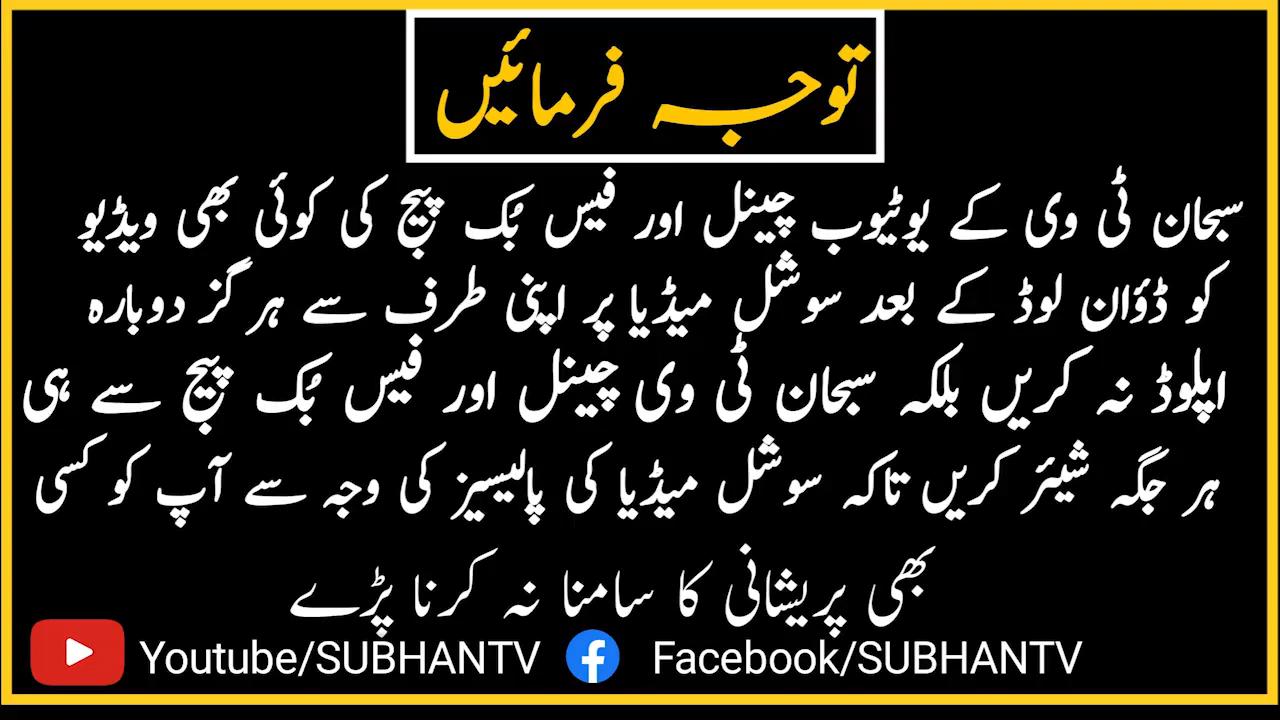 توجہ فرمائیں
سبحان ٹی وی کے یوٹیوب چینل اور فیس بُک پیج کی کوئی بھی ویڈیو
کو ڈؤان لوڈ کے بعد سوشل میڈیا پر اپنی طرف سے ہرگز دوبارہ
اپلوڈ نہ کریں بلکہ سبحان ٹی وی چینل اور فیس بُک پیج سے ہی
ہر جگہ شیئر کریں تاکہ سوشل میڈیا کی پالیسیز کی وجہ سے آپ کو کسی
بھی پریشانی کا سامنا نہ کرنا پڑے
Youtube/SUBHANTV Facebook/SUBHANTV